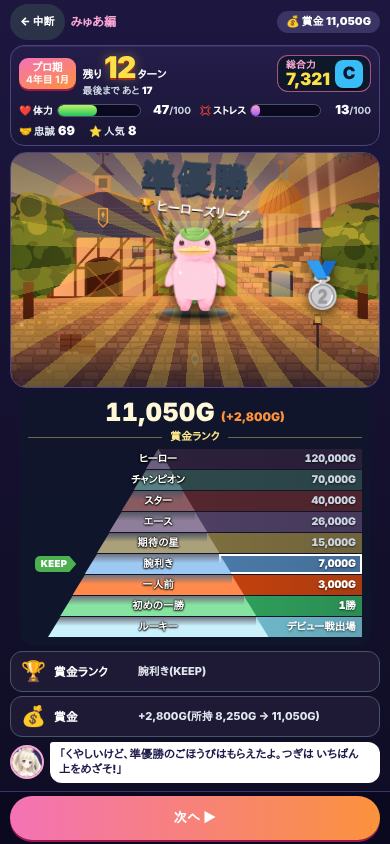 ← 中断
みゅあ編
賞金 11,050G
プロ期
4年目 1月
残り 12 ターン
最後まで あと 17
総合力
7,321
C
体力
47/100
ストレス
13/100
忠誠 69
人気 8
準優勝
ヒーローズリーグ
2
11,050G (+2,800G)
賞金ランク
ヒーロー 120,000G
チャンピオン 70,000G
スター 40,000G
エース 26,000G
期待の星 15,000G
KEEP 腕利き 7,000G
一人前 3,000G
初めの一勝 1勝
ルーキー デビュー戦出場
賞金ランク 腕利き(KEEP)
賞金 +2,800G(所持 8,250G → 11,050G)
「くやしいけど、準優勝のごほうびはもらえたよ。つぎは いちばん
上をめざそ!」
次へ ▶